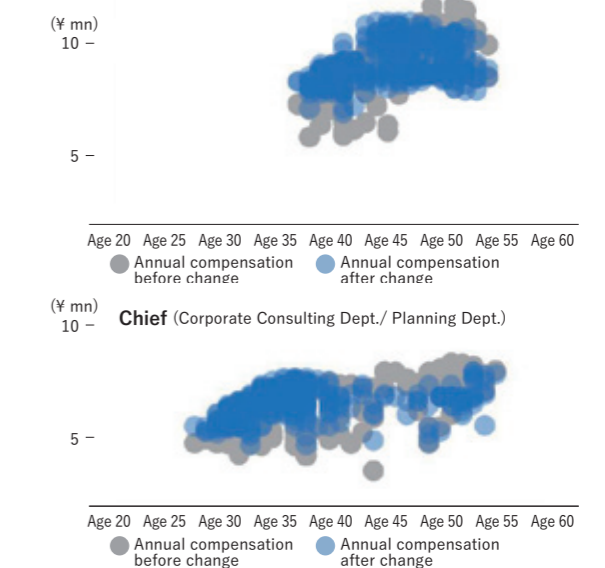 (¥ mn)
10
5
Age 20 Age 25 Age 30 Age 35 Age 40 Age 45 Age 50 Age 55 Age 60
Annual compensation before change
Annual compensation after change
(¥ mn)
10
Chief (Corporate Consulting Dept./ Planning Dept.)
5
Age 20 Age 25 Age 30 Age 35 Age 40 Age 45 Age 50 Age 55 Age 60
Annual compensation
before change
Annual compensation
after change